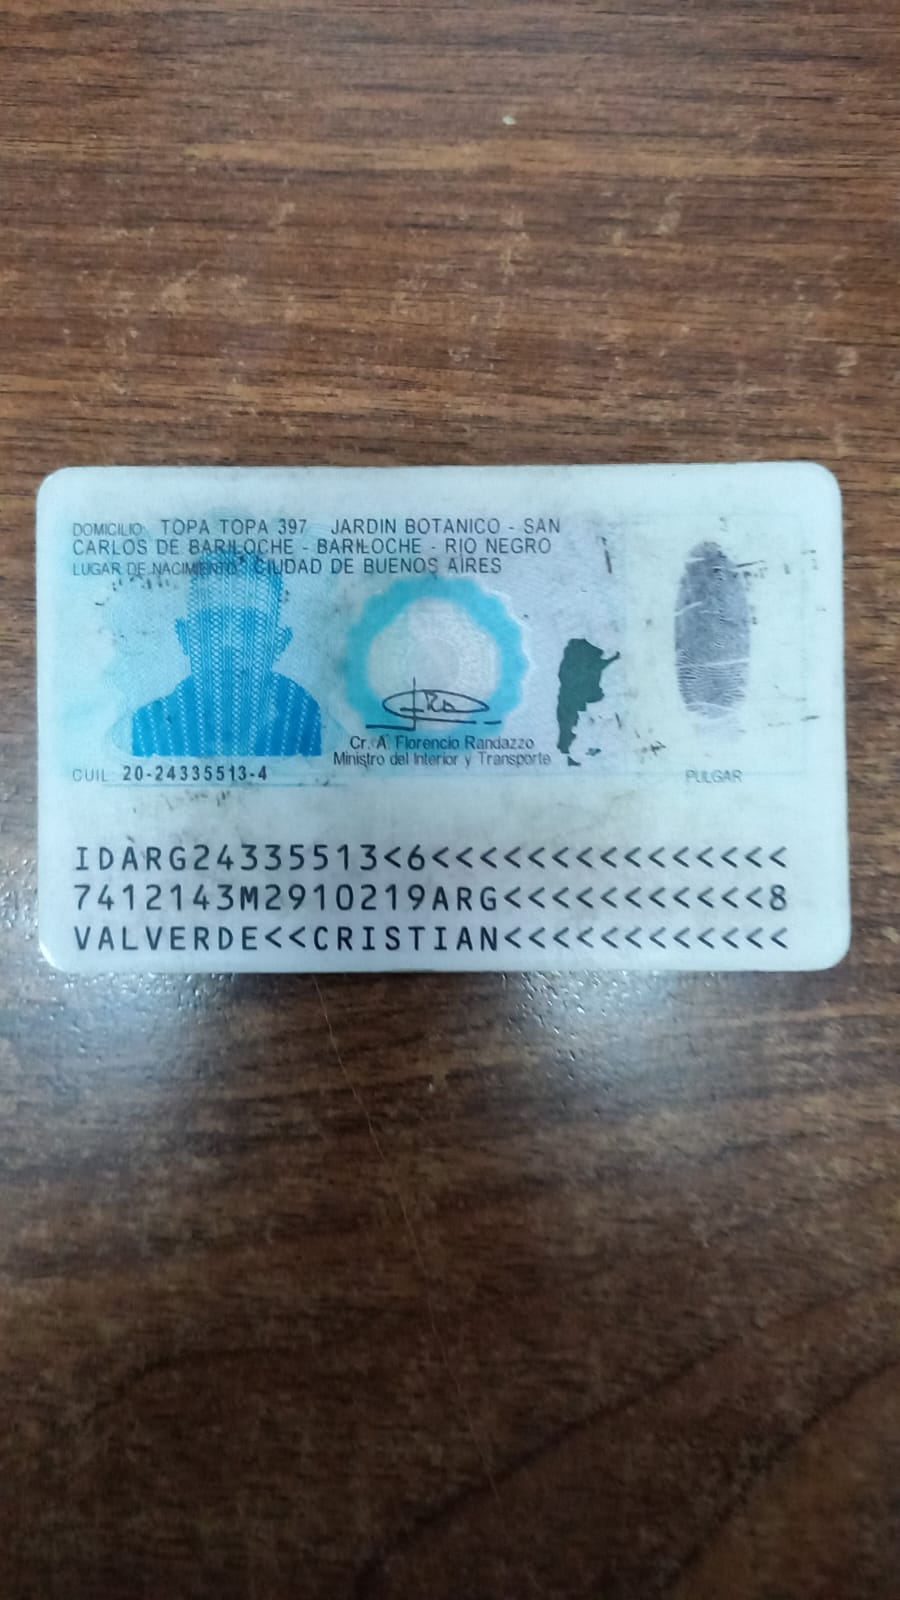 DOMICILIO: TOPA TOPA 397 JARDIN BOTANICO - SAN
CARLOS DE BARILOCHE - BARILOCHE - RIO NEGRO
LUGAR DE NACIMIENTO: CIUDAD DE BUENOS AIRES
Cr. A. Florencio Randazzo
Ministro del Interior y Transporte
CUIL: 20-24335513-4
PULGAR
IDARG24335513<6<<<<<<<<<<<<<<<
7412143M2910219ARG<<<<<<<<<<<8
VALVERDE<<CRISTIAN<<<<<<<<<<<<